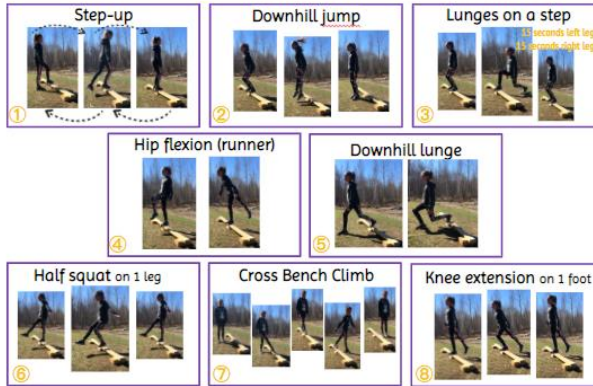 Step-up
①
Downhill jump
②
Lunges on a step
15 seconds left leg
15 seconds right leg
③
Hip flexion (runner)
④
Downhill lunge
⑤
Half squat on 1 leg
⑥
Cross Bench Climb
⑦
Knee extension on 1 foot
⑧